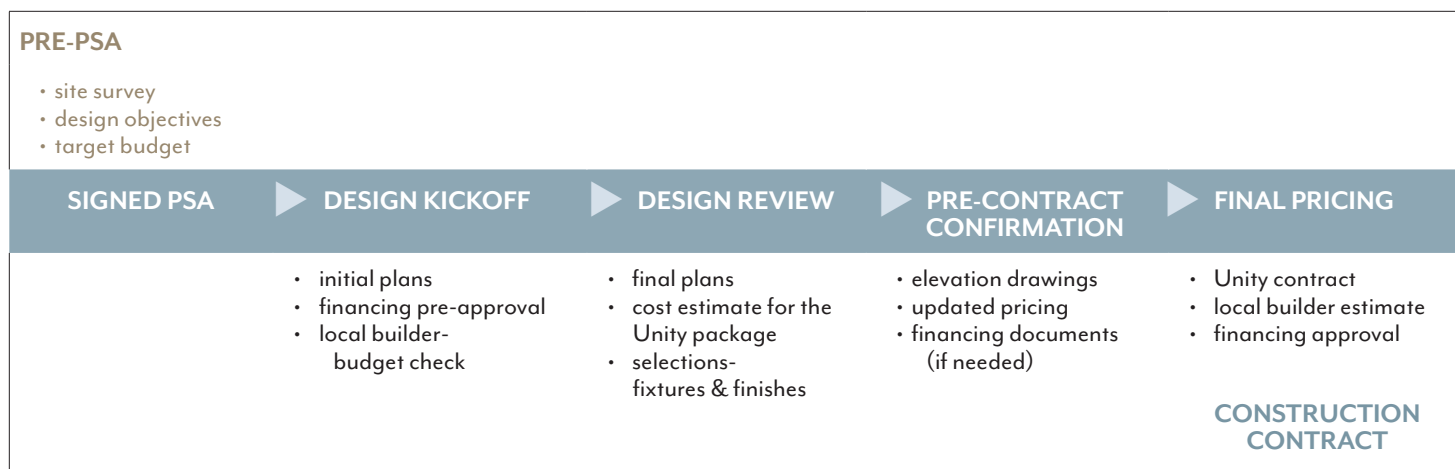 PRE-PSA
• site survey
• design objectives
• target budget
SIGNED PSA
DESIGN KICKOFF
DESIGN REVIEW
PRE-CONTRACT
CONFIRMATION
FINAL PRICING
• initial plans
• financing pre-approval
• local builder-
budget check
• final plans
• cost estimate for the
Unity package
• selections-
fixtures & finishes
• elevation drawings
• updated pricing
• financing documents
(if needed)
• Unity contract
• local builder estimate
• financing approval
CONSTRUCTION
CONTRACT